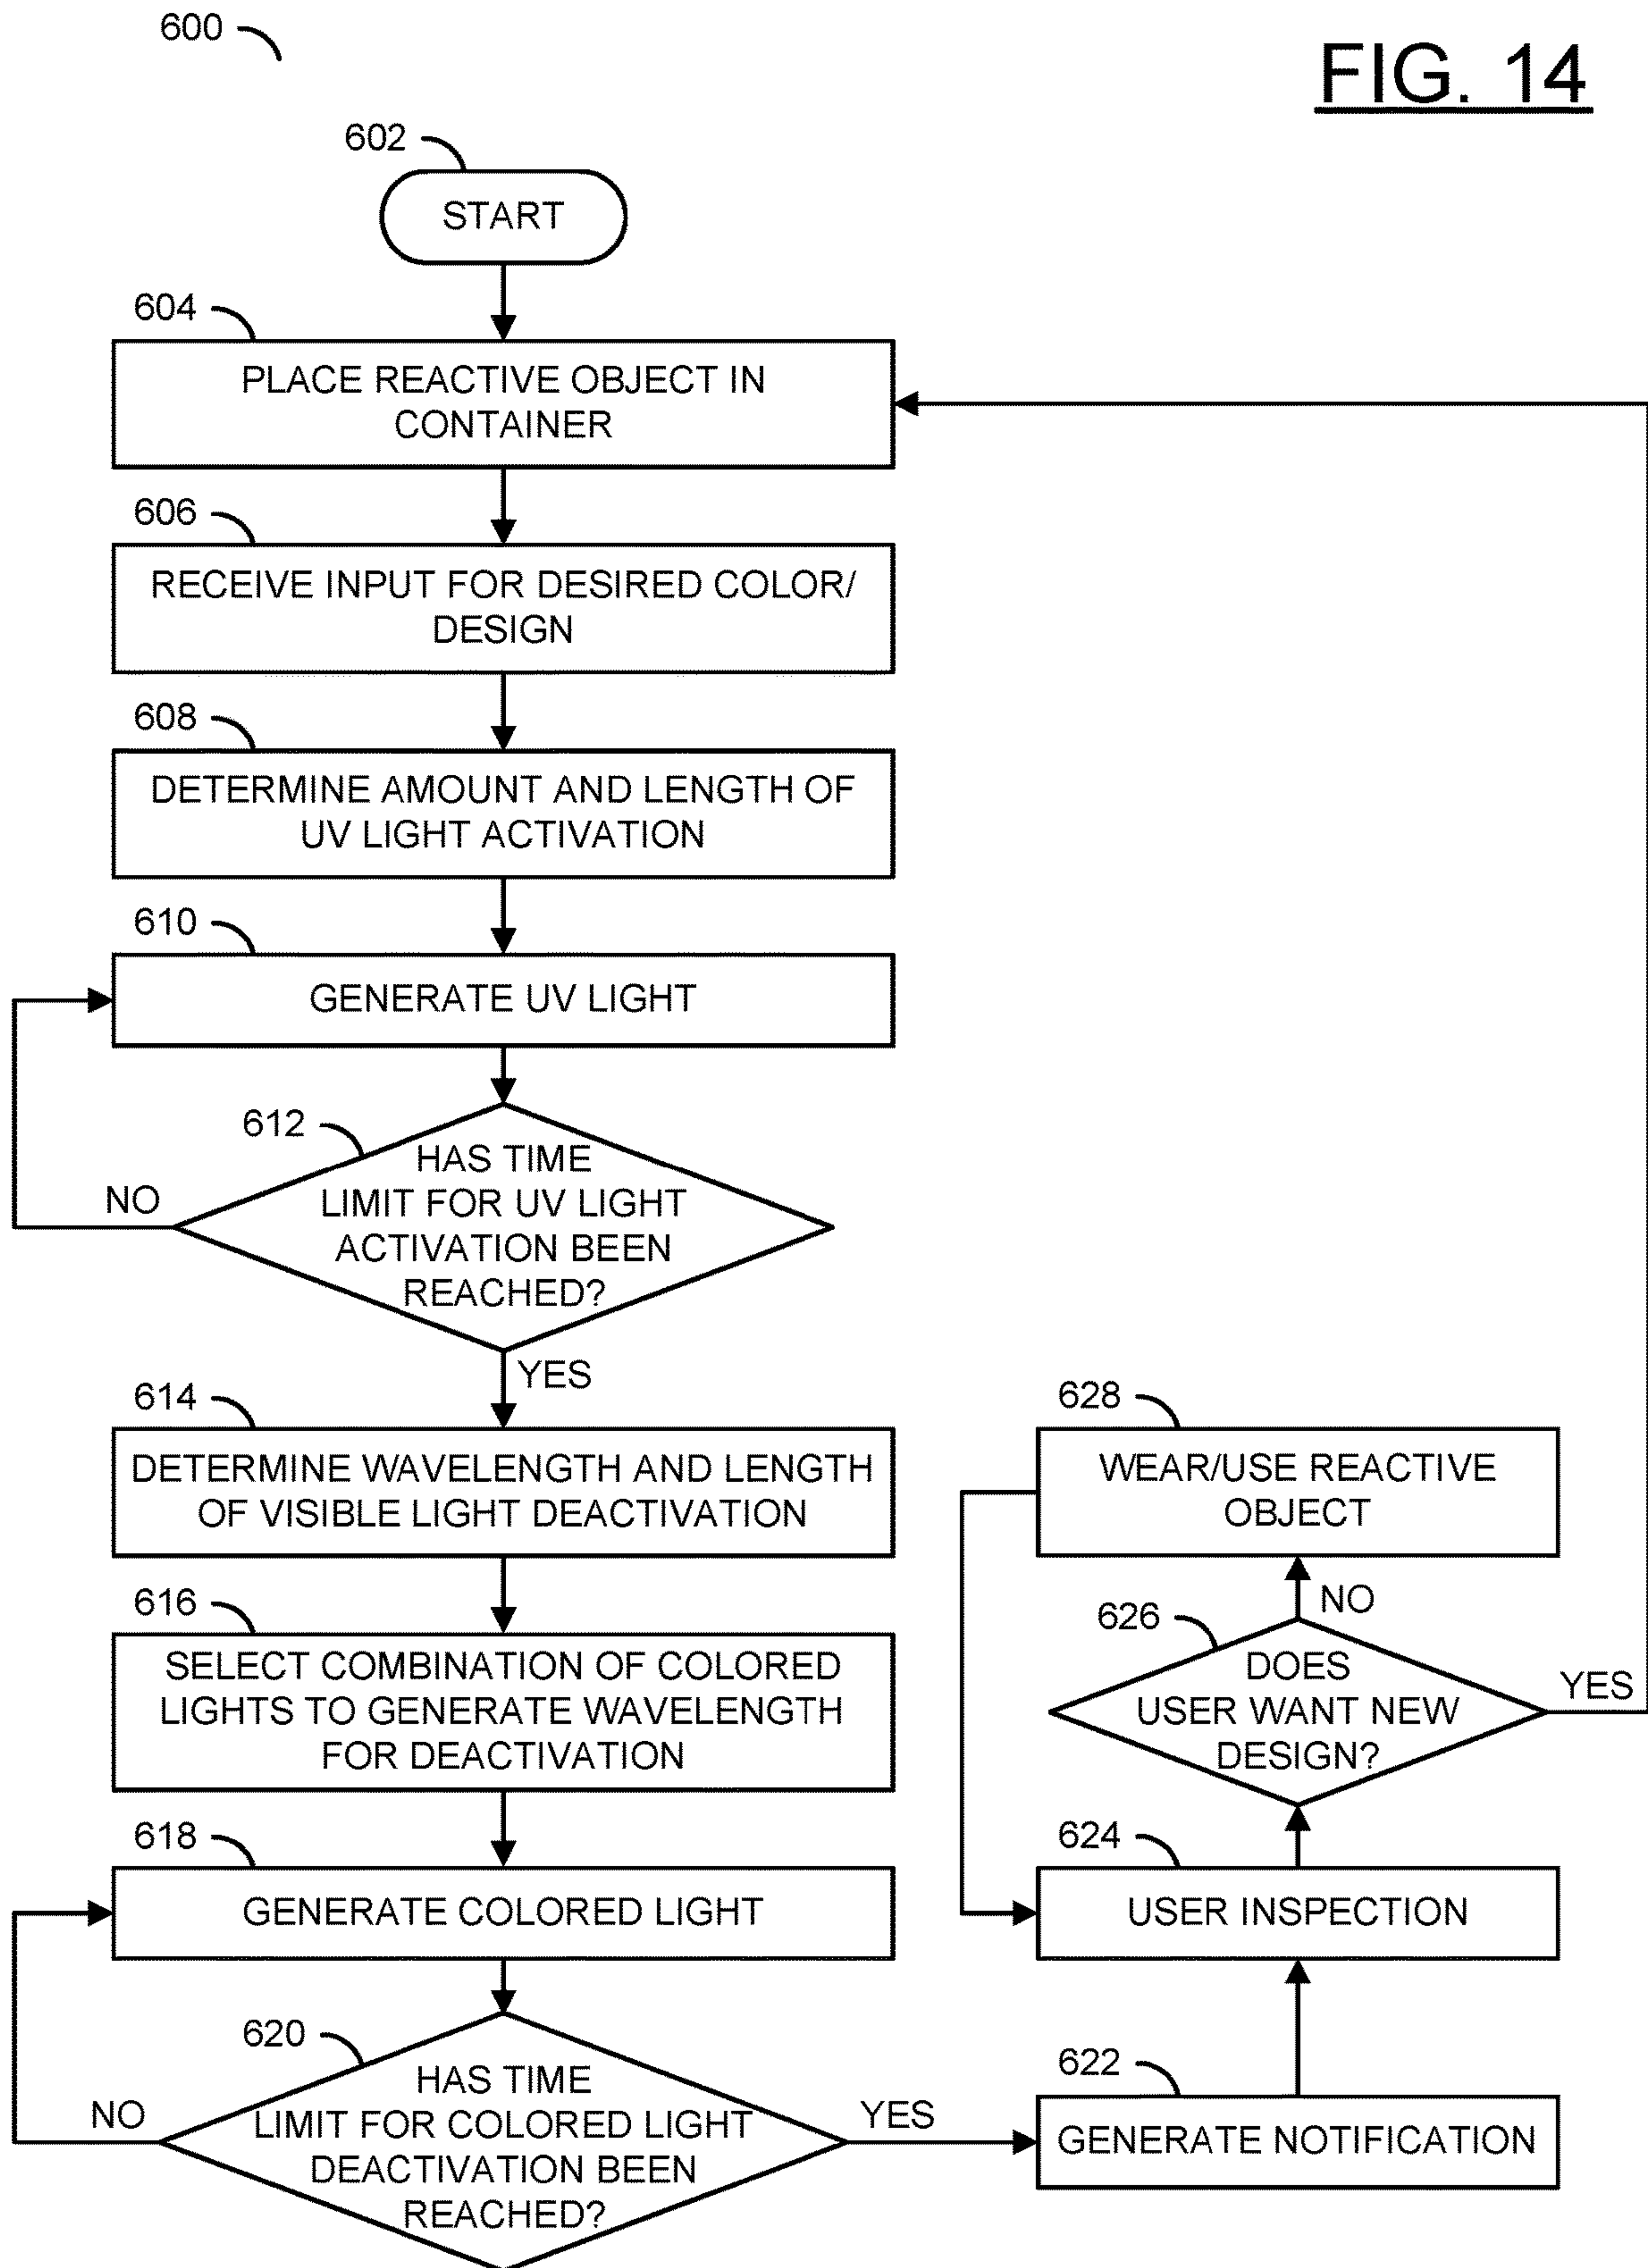 600
FIG. 14
602
START
604
PLACE REACTIVE OBJECT IN
CONTAINER
606
RECEIVE INPUT FOR DESIRED COLOR/
DESIGN
608
DETERMINE AMOUNT AND LENGTH OF
UV LIGHT ACTIVATION
610
GENERATE UV LIGHT
612
HAS TIME
LIMIT FOR UV LIGHT
ACTIVATION BEEN
REACHED?
NO
YES
614
DETERMINE WAVELENGTH AND LENGTH
OF VISIBLE LIGHT DEACTIVATION
616
SELECT COMBINATION OF COLORED
LIGHTS TO GENERATE WAVELENGTH
FOR DEACTIVATION
618
GENERATE COLORED LIGHT
620
HAS TIME
LIMIT FOR COLORED LIGHT
DEACTIVATION BEEN
REACHED?
NO
YES
622
GENERATE NOTIFICATION
624
USER INSPECTION
626
DOES
USER WANT NEW
DESIGN?
NO
YES
628
WEAR/USE REACTIVE
OBJECT